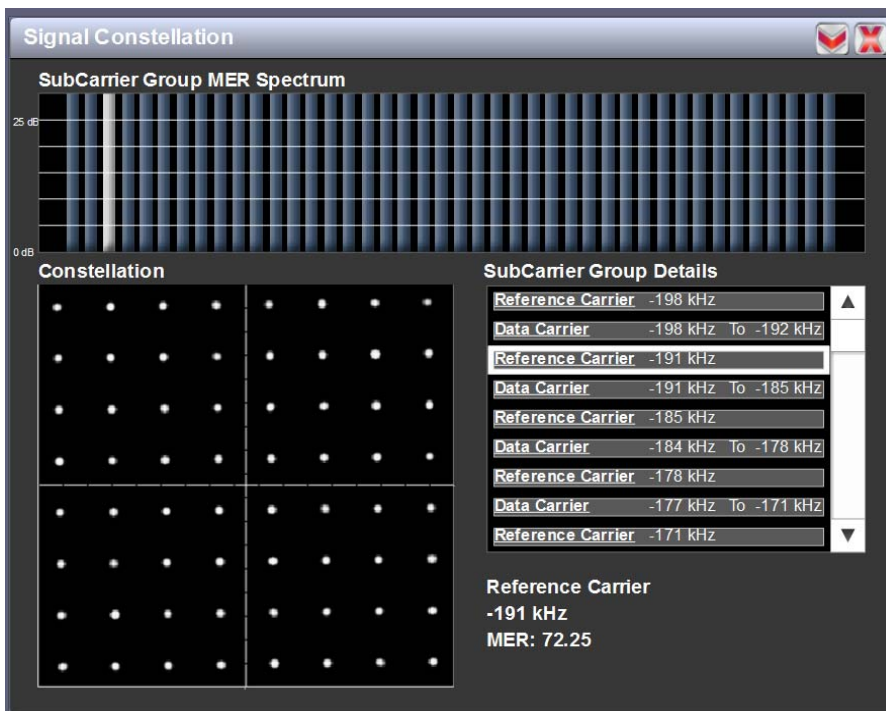 Signal Constellation
SubCarrier Group MER Spectrum
25 dB
0 dB
Constellation
SubCarrier Group Details
Reference Carrier -198 kHz
Data Carrier -198 kHz To -192 kHz
Reference Carrier -191 kHz
Data Carrier -191 kHz To -185 kHz
Reference Carrier -185 kHz
Data Carrier -184 kHz To -178 kHz
Reference Carrier -178 kHz
Data Carrier -177 kHz To -171 kHz
Reference Carrier -171 kHz
Reference Carrier
-191 kHz
MER: 72.25